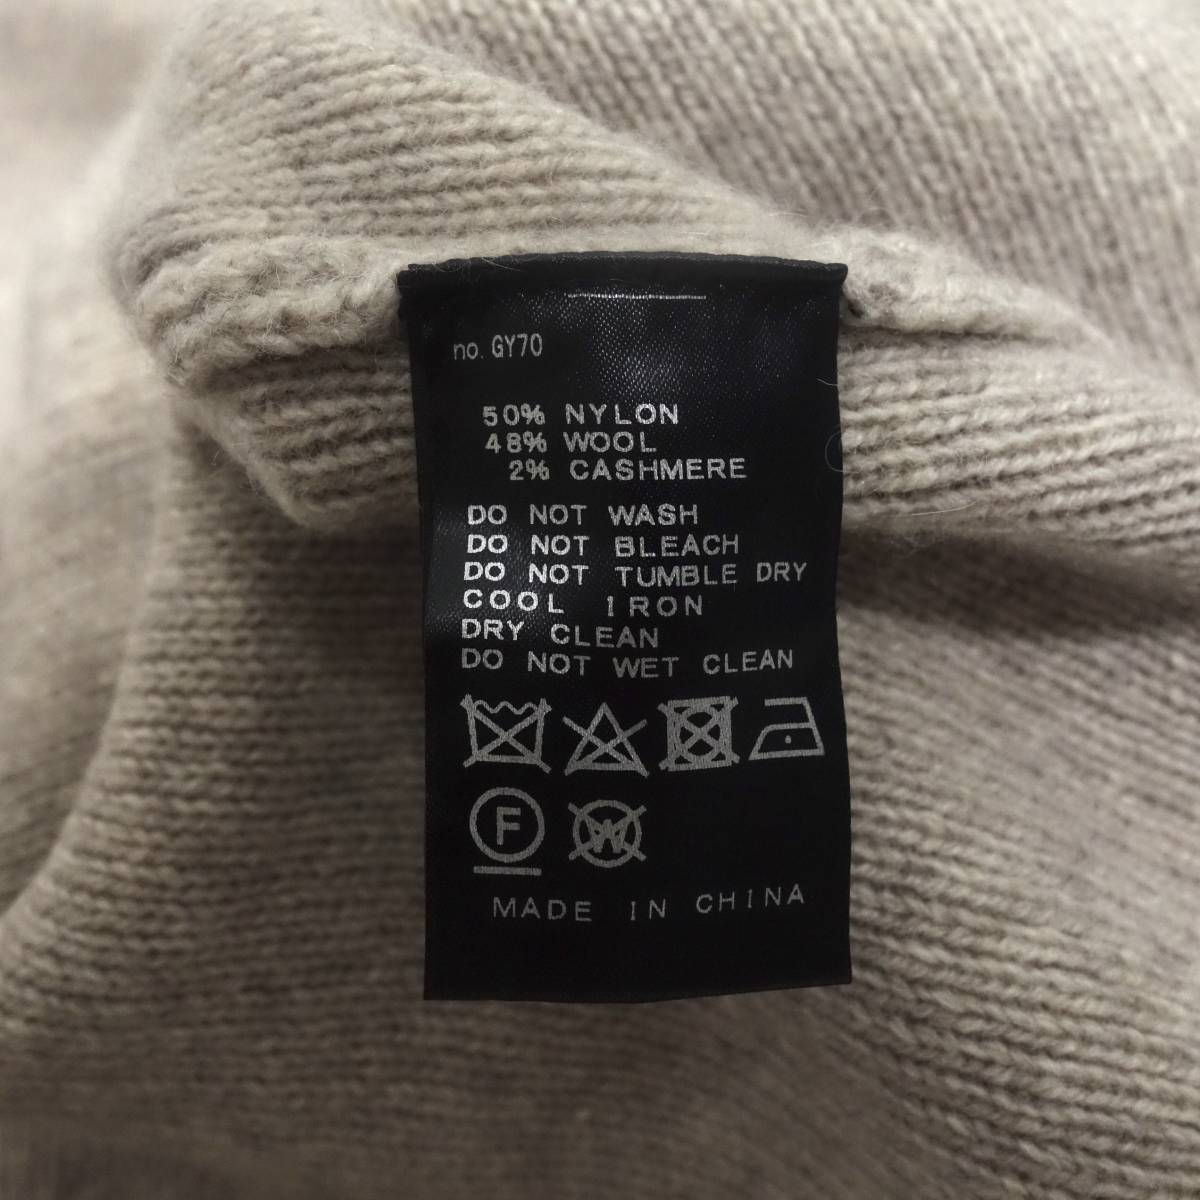 no. GY70
50% NYLON
48% WOOL
2% CASHMERE
DO NOT WASH
DO NOT BLEACH
DO NOT TUMBLE DRY
COOL IRON
DRY CLEAN
DO NOT WET CLEAN
F W
MADE IN CHINA